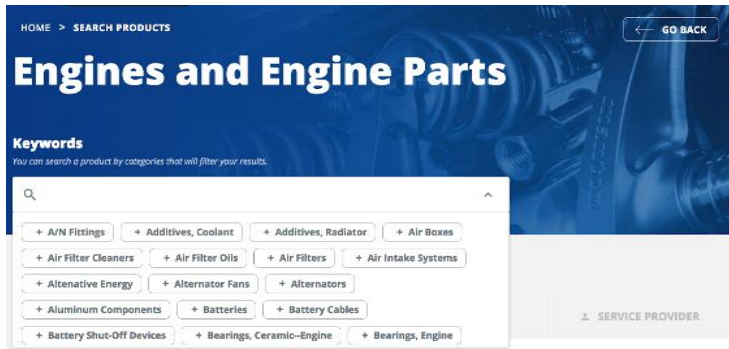 HOME > SEARCH PRODUCTS
← GO BACK
Engines and Engine Parts
Keywords
You can search a product by categories that will filter your results.
+ A/N Fittings + Additives, Coolant + Additives, Radiator + Air Boxes
+ Air Filter Cleaners + Air Filter Oils + Air Filters + Air Intake Systems
+ Altenative Energy + Alternator Fans + Alternators
+ Aluminum Components + Batteries + Battery Cables
+ Battery Shut-Off Devices + Bearings, Ceramic--Engine + Bearings, Engine
SERVICE PROVIDER